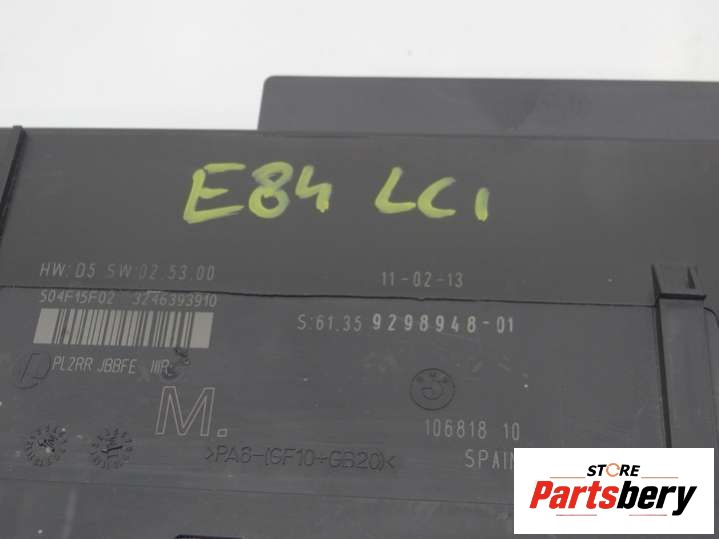 E84 LCI
HW: D5 SW:02.53.00
11-02-13
504F15F02 3246393910
S:61.35 9298948-01
PL2RR JBBFE IIIR
M.
106818 10
>PA6-(GF10+GB20)<
SPAIN
STORE
Partsbery